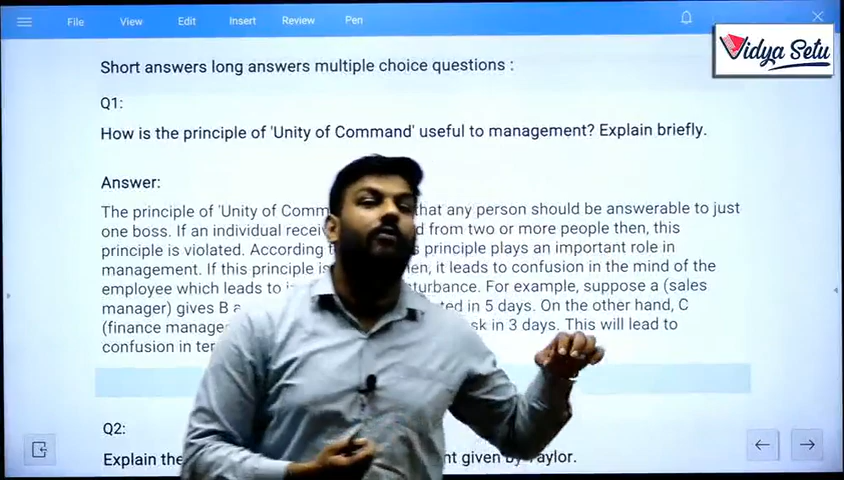 File View Edit Insert Review Pen
Vidya Setu
Short answers long answers multiple choice questions :
Q1:
How is the principle of 'Unity of Command' useful to management? Explain briefly.
Answer:
The principle of 'Unity of Comm that any person should be answerable to just
one boss. If an individual recei d from two or more people then, this
principle is violated. According principle plays an important role in
management. If this principle is en, it leads to confusion in the mind of the
employee which leads to For example, suppose a (sales
manager) gives B a ted in 5 days. On the other hand, C
(finance manage sk in 3 days. This will lead to
confusion in
Q2:
Explain the nt given by Taylor.